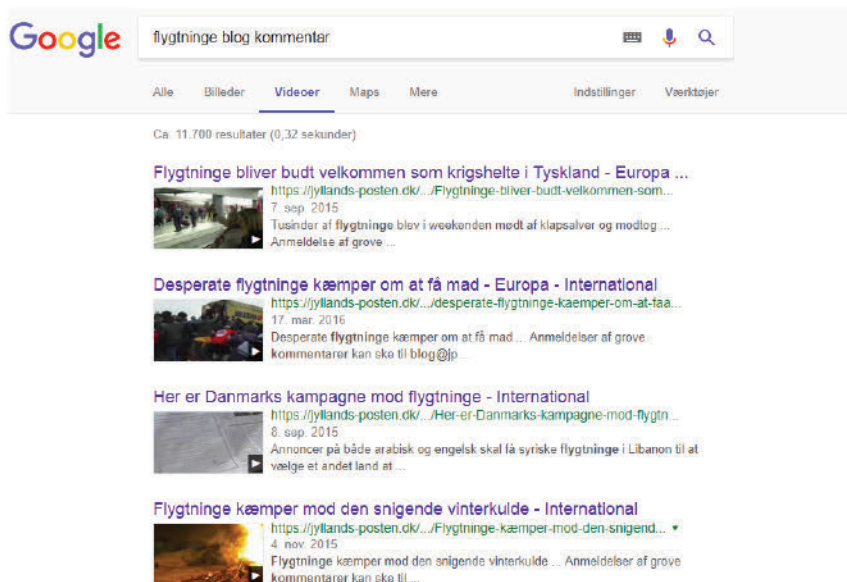 Google
flygtninge blog kommentar
Alle Billeder Videoer Maps Mere Indstillinger Værktøjer
Ca. 11.700 resultater (0,32 sekunder)
Flygtninge bliver budt velkommen som krigshelte i Tyskland - Europa ...
https://jyllands-posten.dk/.../Flygtninge-bliver-budt-velkommen-som...
7. sep. 2015
Tusinder af flygtninge blev i weekenden mødt af klapsalver og modtog ...
Anmeldelse af grove ...
Desperate flygtninge kæmper om at få mad - Europa - International
https://jyllands-posten.dk/.../desperate-flygtninge-kaemper-om-at-faa...
17. mar. 2016
Desperate flygtninge kæmper om at få mad ... Anmeldelser af grove
kommentarer kan ske til blog@jp...
Her er Danmarks kampagne mod flygtninge - International
https://jyllands-posten.dk/.../Her-er-Danmarks-kampagne-mod-flygtn...
8. sep. 2015
Annoncer på både arabisk og engelsk skal få syriske flygtninge i Libanon til at
vælge et andet land at ...
Flygtninge kæmper mod den snigende vinterkulde - International
https://jyllands-posten.dk/.../Flygtninge-kæmper-mod-den-snigend...
4. nov. 2015
Flygtninge kæmper mod den snigende vinterkulde ... Anmeldelser af grove
kommentarer kan ske til ...